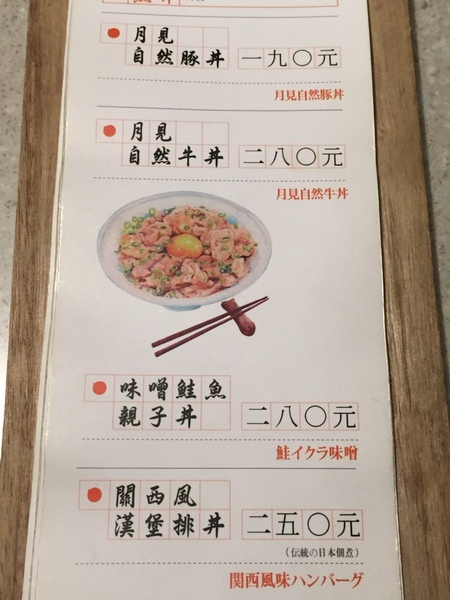 月見
自然豚丼 一九〇元
月見自然豚丼
月見
自然牛丼 二八〇元
月見自然牛丼
味噌鮭魚
親子丼 二八〇元
鮭イクラ味噌
關西風
漢堡排丼 二五〇元
（伝統の日本佃煮）
関西風味ハンバーグ